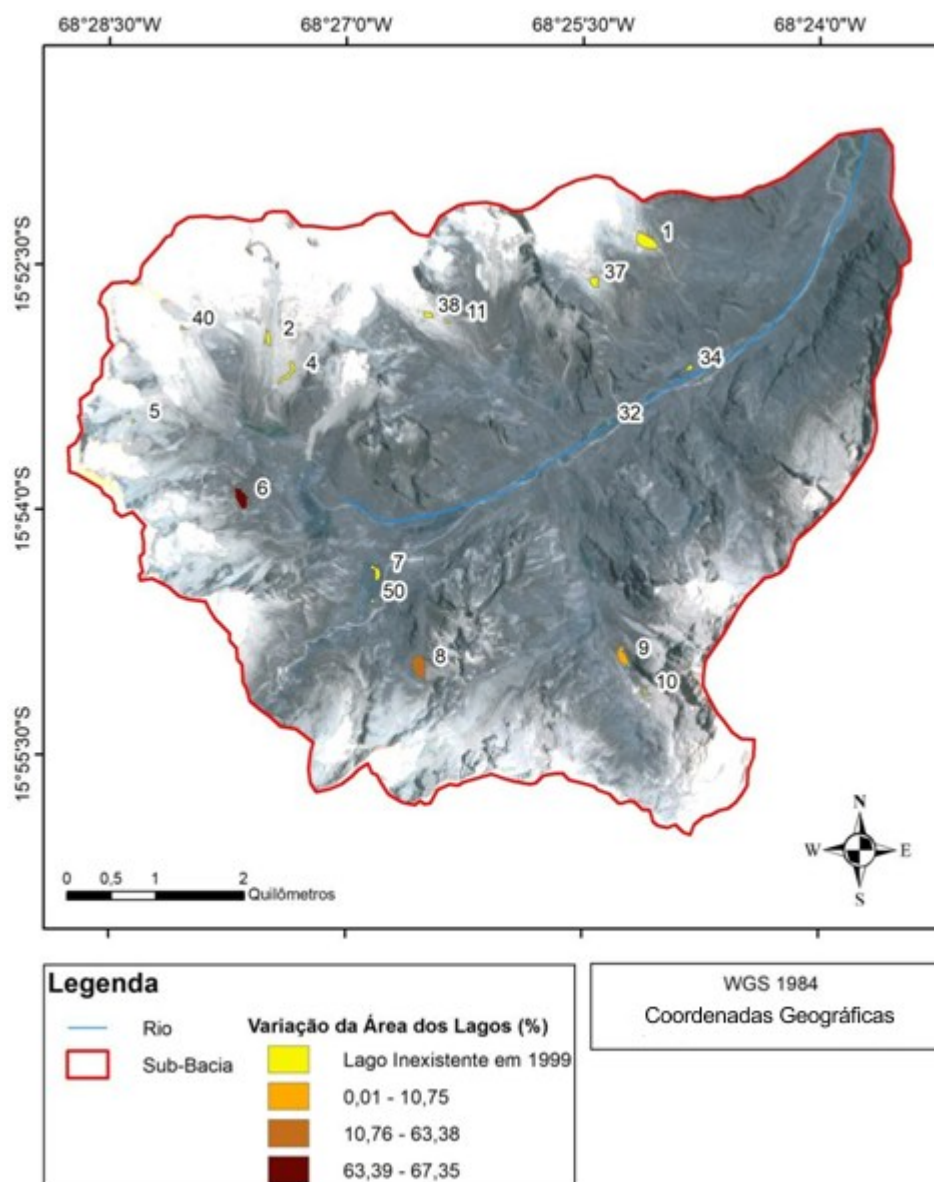 68°28'30"W 68°27'0"W 68°25'30"W 68°24'0"W
15°52'30"S
15°54'0"S
15°55'30"S
1
37
38 11
40
2
4
34
5
32
6
7
50
8
9
10
N
W E
S
0 0,5 1 2
Quilômetros
Legenda
Rio
Sub-Bacia
Variação da Área dos Lagos (%)
Lago Inexistente em 1999
0,01 - 10,75
10,76 - 63,38
63,39 - 67,35
WGS 1984
Coordenadas Geográficas